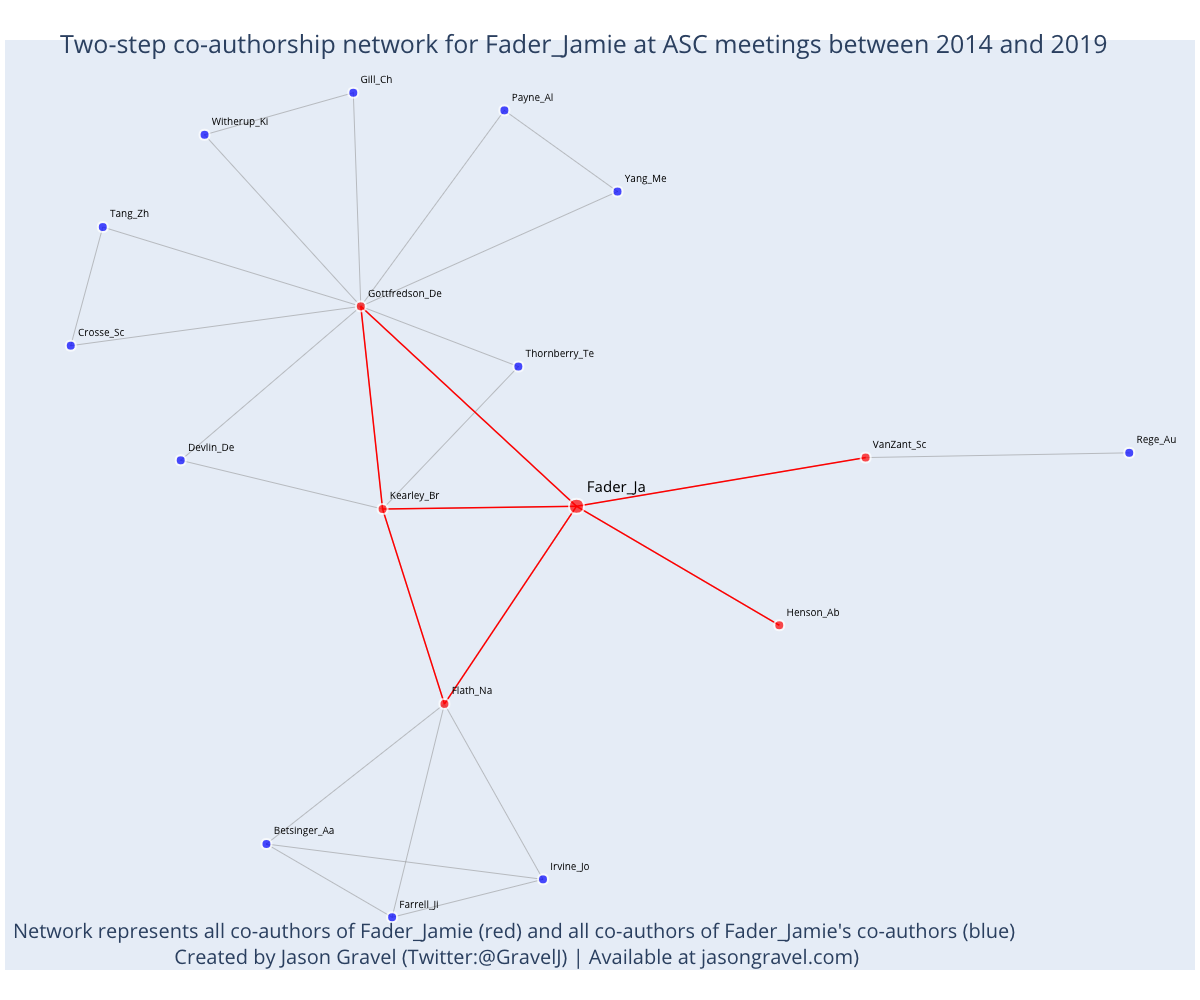 Two-step co-authorship network for Fader_Jamie at ASC meetings between 2014 and 2019
Gill_Ch
Payne_Al
Witherup_Ki
Yang_Me
Tang_Zh
Gottfredson_De
Crosse_Sc
Thornberry_Te
Rege_Au
VanZant_Sc
Devlin_De
Fader_Ja
Kearley_Br
Henson_Ab
Flath_Na
Betsinger_Aa
Irvine_Jo
Farrell_Ji
Network represents all co-authors of Fader_Jamie (red) and all co-authors of Fader_Jamie's co-authors (blue)
Created by Jason Gravel (Twitter:@GravelJ) | Available at jasongravel.com)